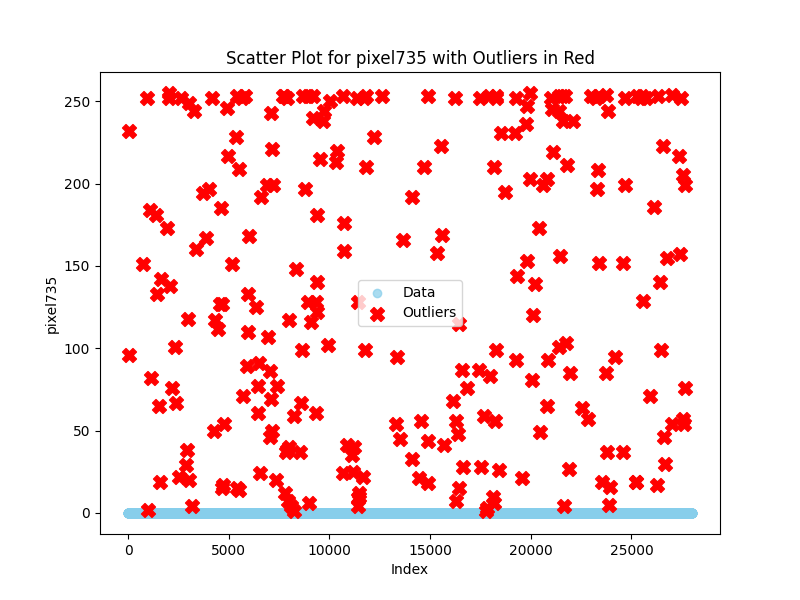 Scatter Plot for pixel735 with Outliers in Red
250
200
150
100
50
0
pixel735
Data
Outliers
0
5000
10000
15000
20000
25000
Index